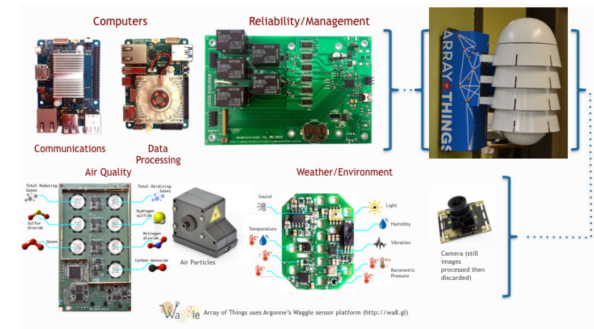 Computers
Reliability/Management
ARRAY OF
THINGS
Communications
Data
Processing
Air Quality
Weather/Environment
Total Reducing
Gases
Total Oxidizing
Gases
Sulfur
dioxide
Hydrogen
sulfide
Ozone
Nitrogen
dioxide
Carbon monoxide
Air Particles
Sound
Light
Temperature
Humidity
Vibration
Barometric
Pressure
Camera (still
images
processed then
discarded)
Waggle
Array of Things uses Argonne's Waggle sensor platform (http://wa8.gl)